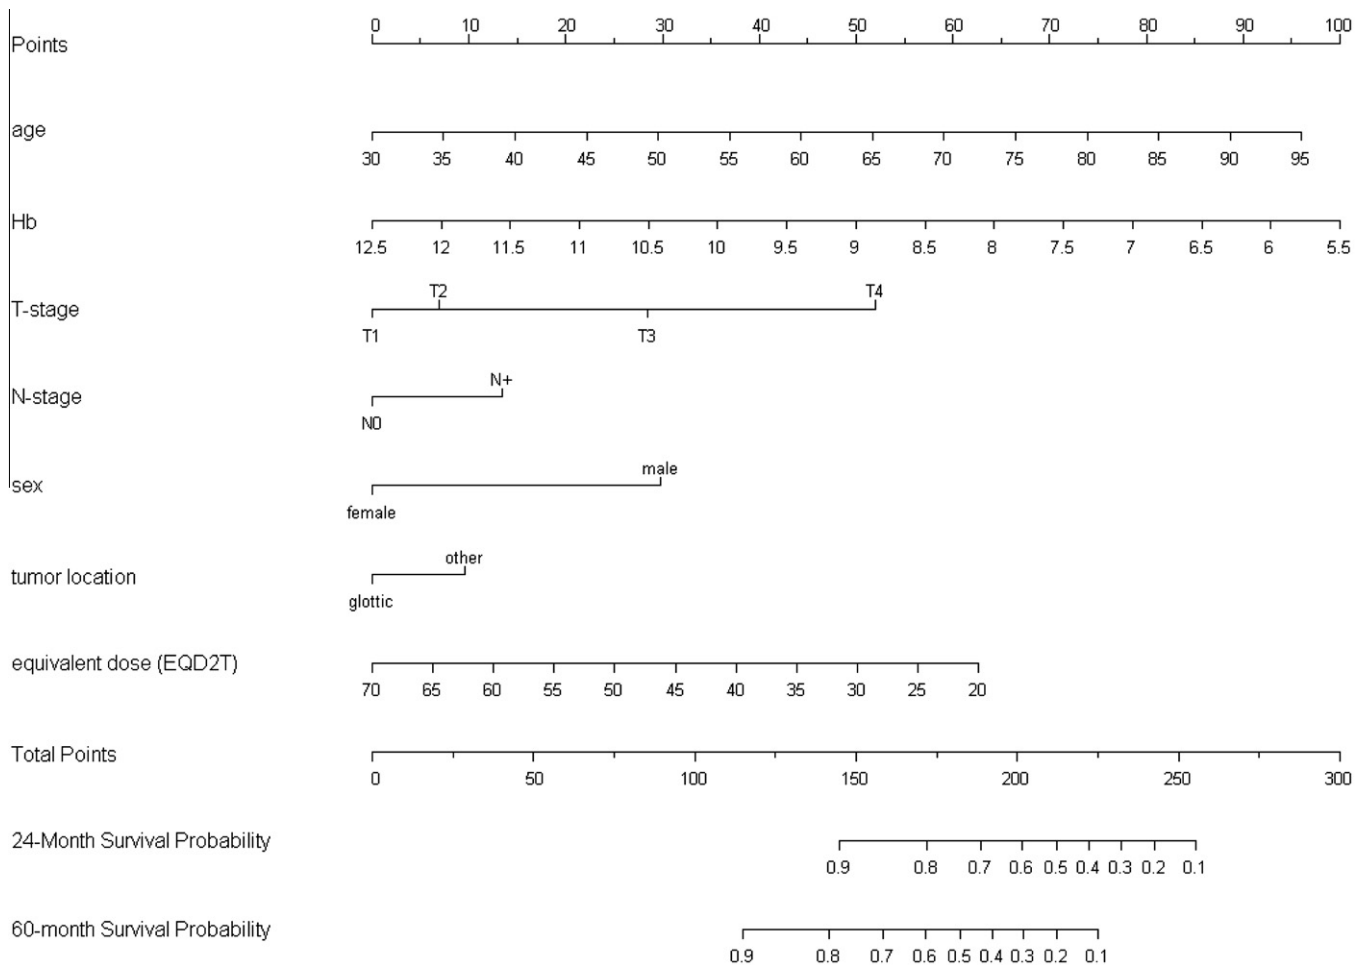 0 10 20 30 40 50 60 70 80 90 100
Points
age
30 35 40 45 50 55 60 65 70 75 80 85 90 95
Hb
12.5 12 11.5 11 10.5 10 9.5 9 8.5 8 7.5 7 6.5 6 5.5
T2 T4
T-stage
T1 T3
N+
N-stage
N0
male
sex
female
other
tumor location
glottic
equivalent dose (EQD2T)
70 65 60 55 50 45 40 35 30 25 20
Total Points
0 50 100 150 200 250 300
24-Month Survival Probability
0.9 0.8 0.7 0.6 0.5 0.4 0.3 0.2 0.1
60-month Survival Probability
0.9 0.8 0.7 0.6 0.5 0.4 0.3 0.2 0.1